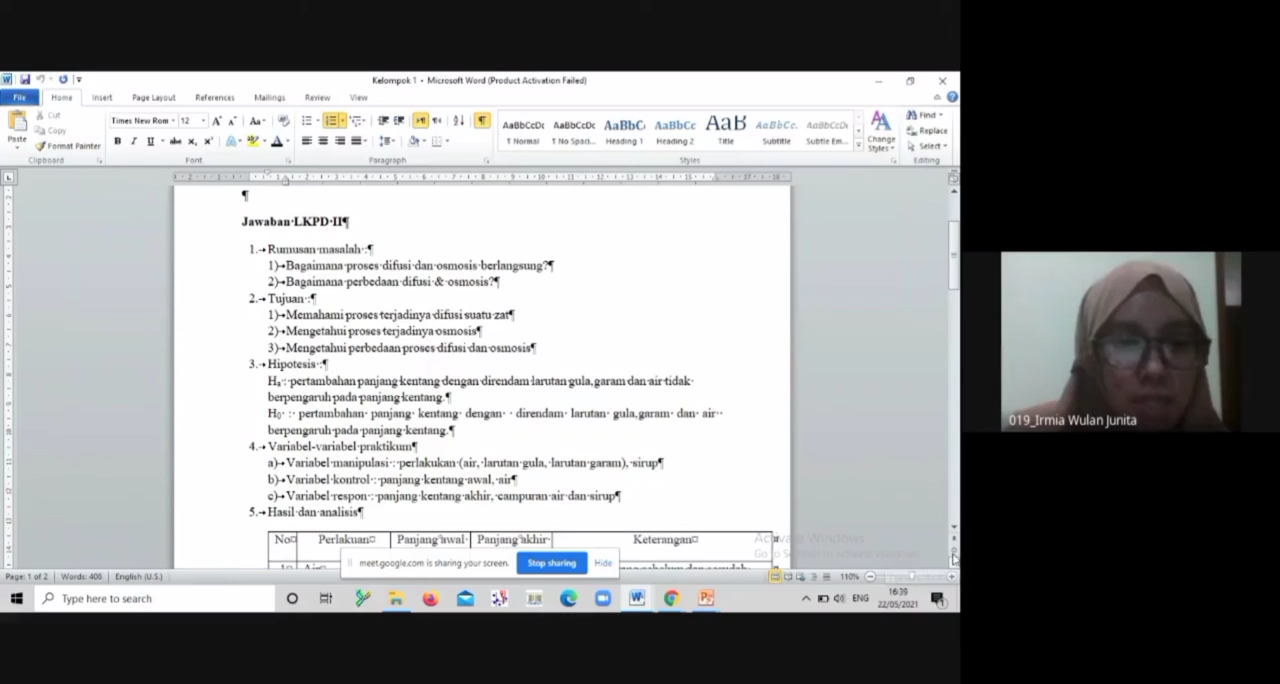 Kelompok 1 - Microsoft Word (Product Activation Failed)
File Home Insert Page Layout References Mailings Review View
Paste
Cut
Copy
Format Painter
Clipboard
Times New Rom 12
Font
Paragraph
AaBbCcDc AaBbCcDc AaBbC AaBbCc AaB AaBbCc. AaBbCcDc
¶ Normal ¶ No Spaci... Heading 1 Heading 2 Title Subtitle Subtle Em...
Change Styles
Styles
Find
Replace
Select
Editing
Jawaban LKPD II¶
1. Rumusan masalah :¶
1) Bagaimana proses difusi dan osmosis berlangsung?¶
2) Bagaimana perbedaan difusi & osmosis?¶
2. Tujuan :¶
1) Memahami proses terjadinya difusi suatu zat¶
2) Mengetahui proses terjadinya osmosis¶
3) Mengetahui perbedaan proses difusi dan osmosis¶
3. Hipotesis :¶
Ha : pertambahan panjang kentang dengan direndam larutan gula,garam dan air tidak
berpengaruh pada panjang kentang.¶
H0 : pertambahan panjang kentang dengan direndam larutan gula,garam dan air
berpengaruh pada panjang kentang.¶
4. Variabel-variabel praktikum¶
a) Variabel manipulasi : perlakukan (air, larutan gula, larutan garam), sirup¶
b) Variabel kontrol : panjang kentang awal, air¶
c) Variabel respon : panjang kentang akhir, campuran air dan sirup¶
5. Hasil dan analisis¶
No Perlakuan Panjang awal Panjang akhir Keterangan
meet.google.com is sharing your screen. Stop sharing Hide
Activate Windows
Page: 1 of 2 Words: 408 English (U.S.) 110%
Type here to search
ENG
16:39
22/05/2021
019_Irmia Wulan Junita